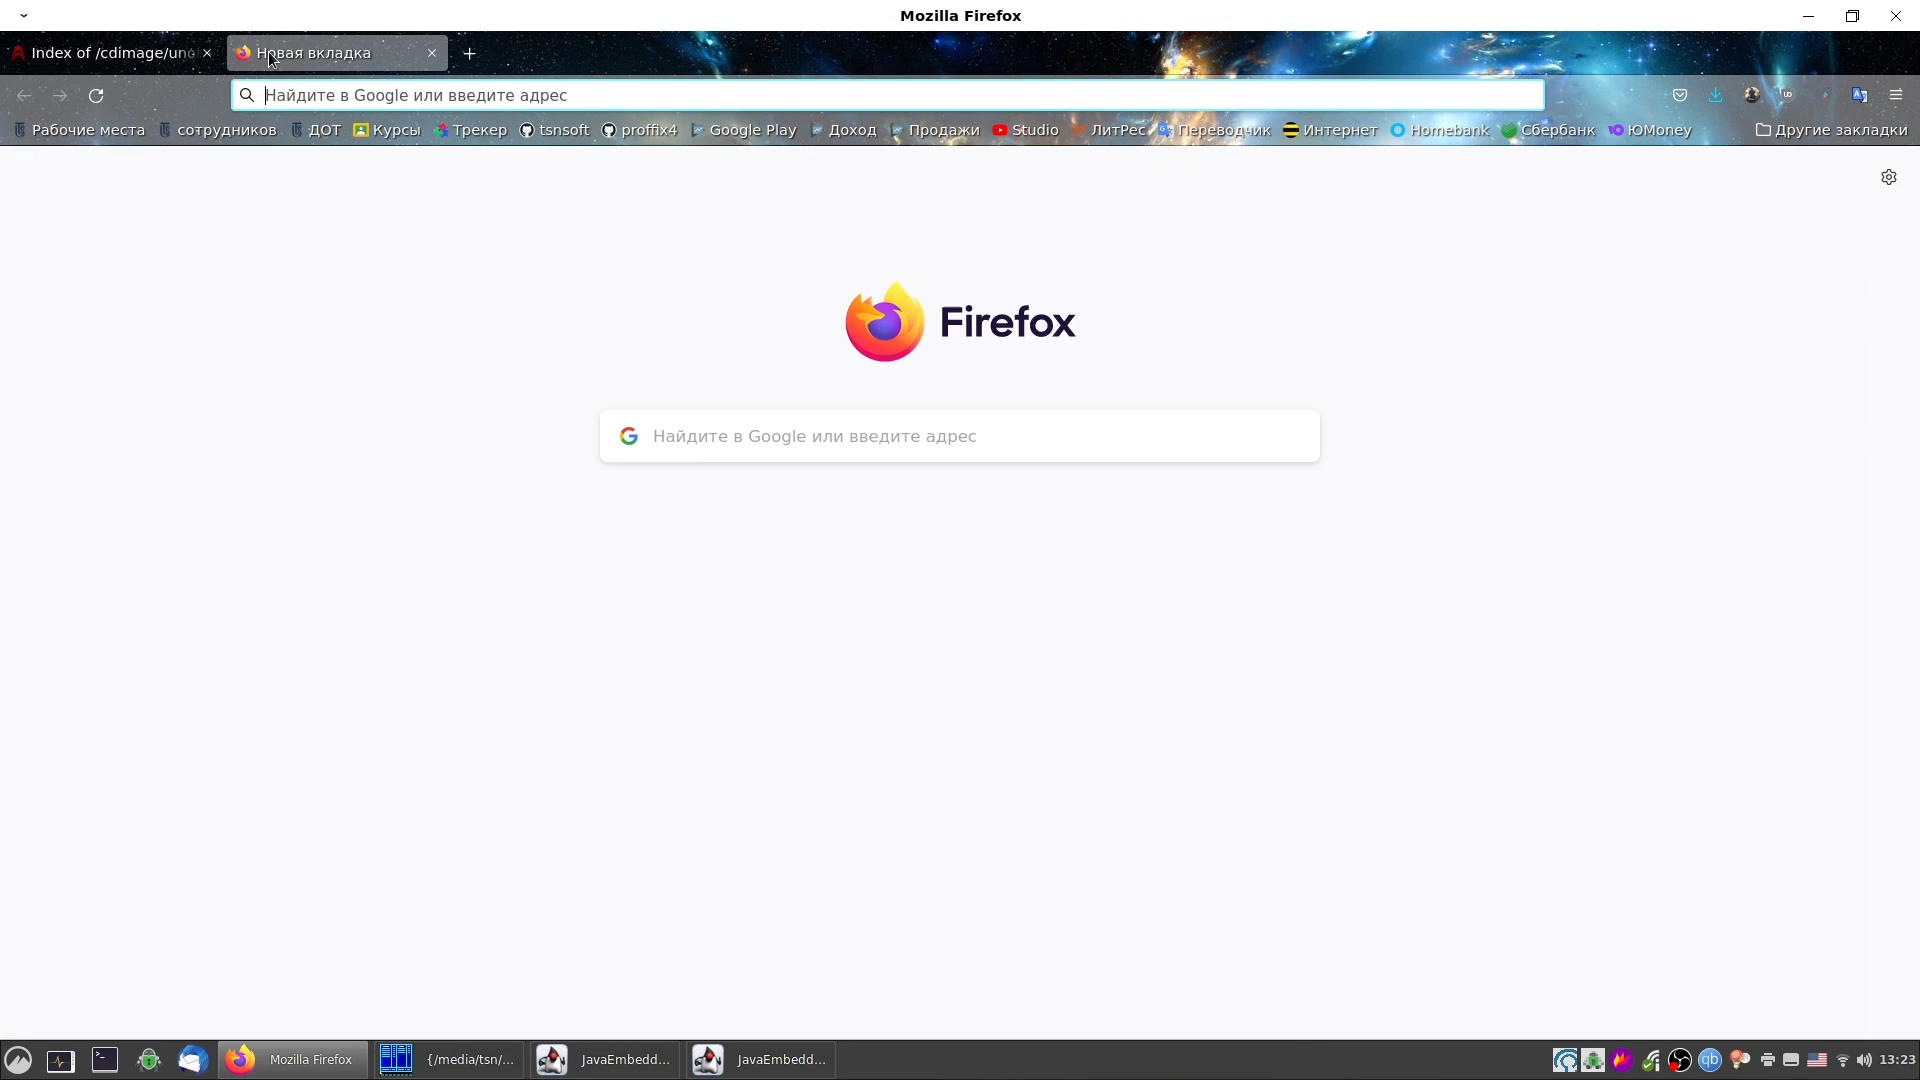 Mozilla Firefox
Index of /cdimage/uno
Новая вкладка
Найдите в Google или введите адрес
Рабочие места сотрудников ДОТ Курсы Трекер tsnsoft proffix4 Google Play Доход Продажи Studio ЛитРес Переводчик Интернет Homebank Сбербанк ЮMoney Другие закладки
Firefox
Найдите в Google или введите адрес
Mozilla Firefox {/media/tsn/... JavaEmbedd... JavaEmbedd... qb 13:23